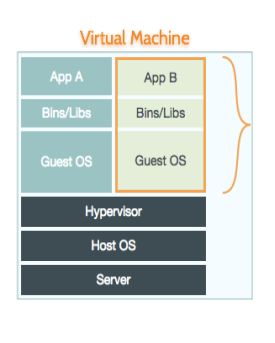 Virtual Machine
App A
App B
Bins/Libs
Bins/Libs
Guest OS
Guest OS
Hypervisor
Host OS
Server